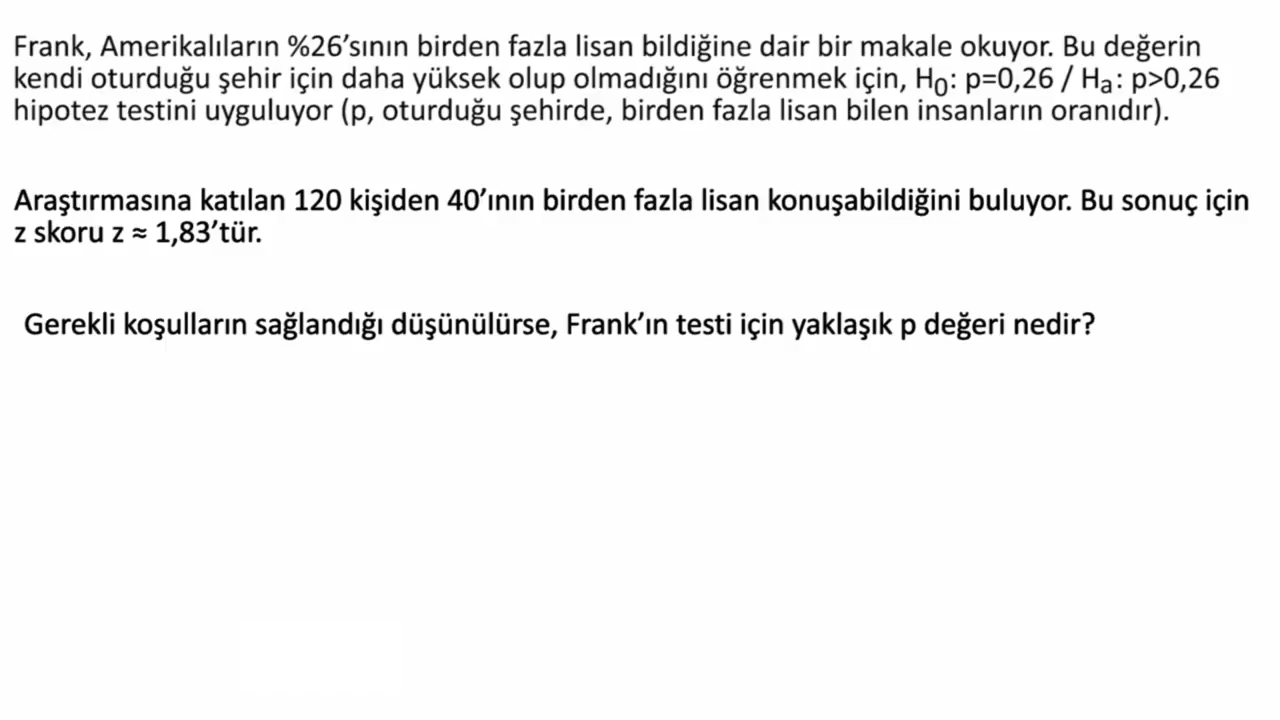 Frank, Amerikalıların %26’sının birden fazla lisan bildiğine dair bir makale okuyor. Bu değerin
kendi oturduğu şehir için daha yüksek olup olmadığını öğrenmek için, H₀: p=0,26 / Hₐ: p>0,26
hipotez testini uyguluyor (p, oturduğu şehirde, birden fazla lisan bilen insanların oranıdır).
Araştırmasına katılan 120 kişiden 40’ının birden fazla lisan konuşabildiğini buluyor. Bu sonuç için
z skoru z ≈ 1,83’tür.
Gerekli koşulların sağlandığı düşünülürse, Frank’ın testi için yaklaşık p değeri nedir?